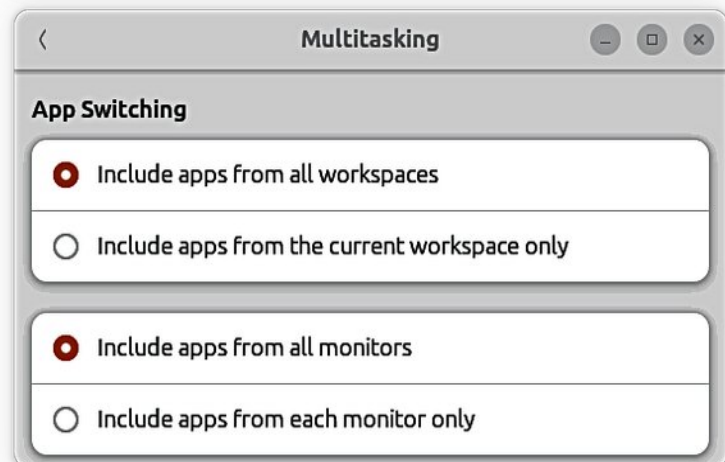 Multitasking
App Switching
Include apps from all workspaces
Include apps from the current workspace only
Include apps from all monitors
Include apps from each monitor only